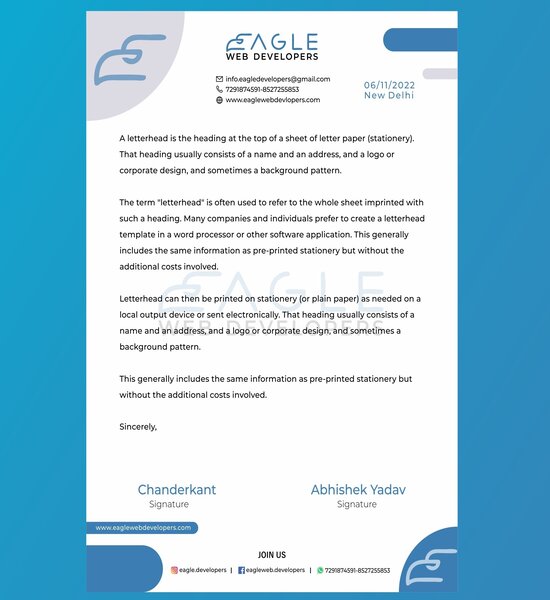 EAGLE
WEB DEVELOPERS
info.eagledevelopers@gmail.com
7291874591-8527255853
www.eaglewebdevlopers.com
06/11/2022
New Delhi
A letterhead is the heading at the top of a sheet of letter paper (stationery).
That heading usually consists of a name and an address, and a logo or
corporate design, and sometimes a background pattern.
The term "letterhead" is often used to refer to the whole sheet imprinted with
such a heading. Many companies and individuals prefer to create a letterhead
template in a word processor or other software application. This generally
includes the same information as pre-printed stationery but without the
additional costs involved.
EAGLE
WEB DEVELOPERS
Letterhead can then be printed on stationery (or plain paper) as needed on a
local output device or sent electronically. That heading usually consists of a
name and an address, and a logo or corporate design, and sometimes a
background pattern.
This generally includes the same information as pre-printed stationery but
without the additional costs involved.
Sincerely,
Chanderkant
Signature
Abhishek Yadav
Signature
www.eaglewebdevelopers.com
JOIN US
eagle.developers | eagleweb.developers | 7291874591-8527255853